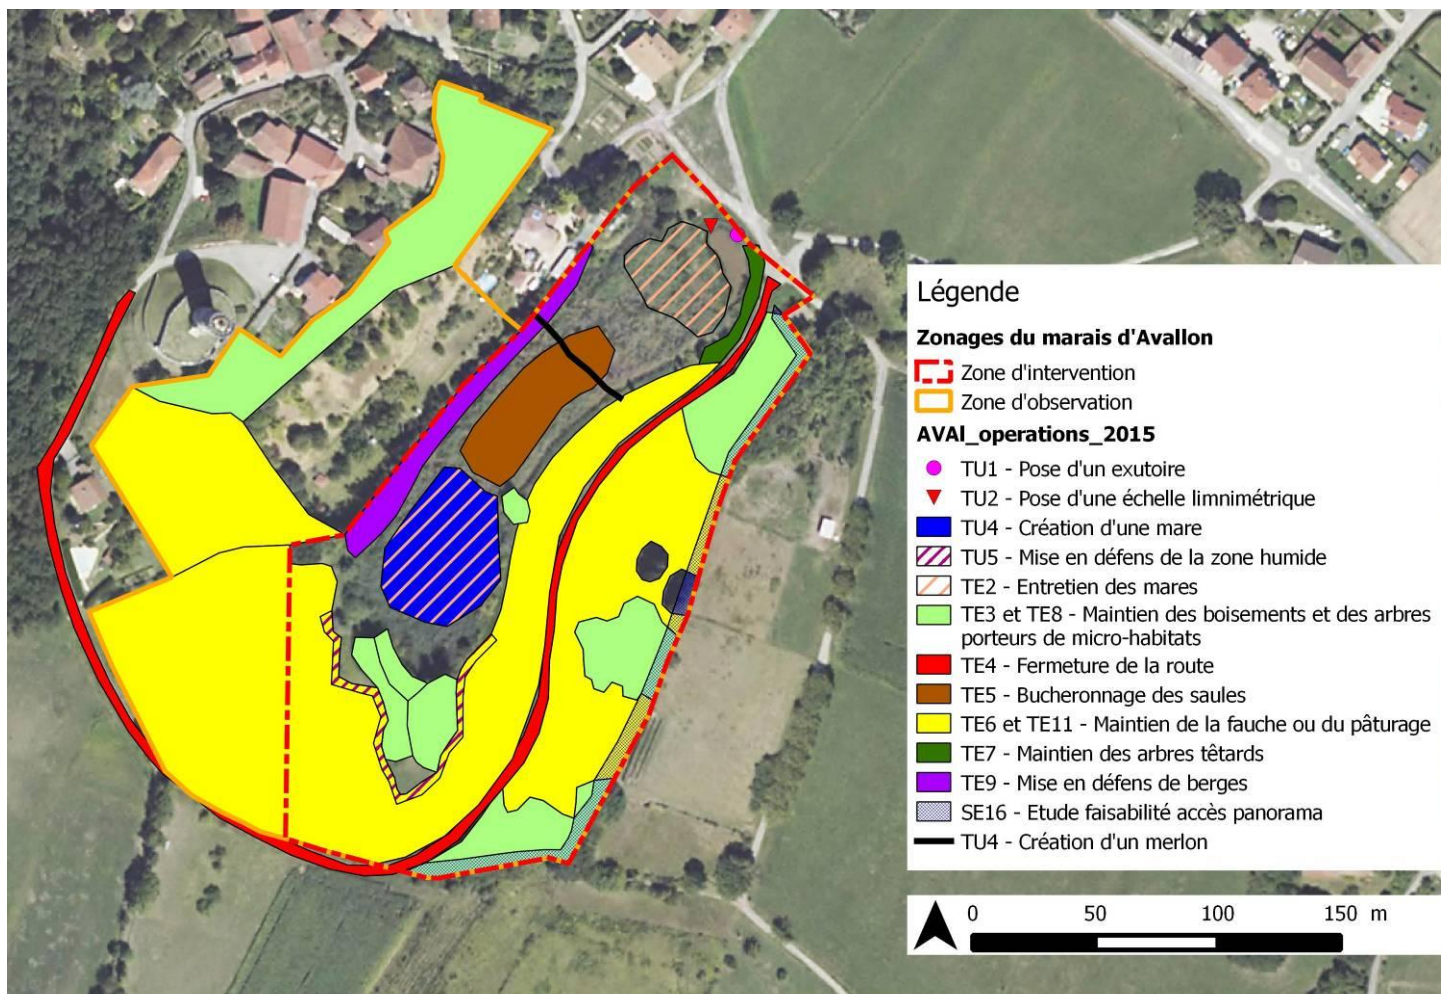 Légende
Zonages du marais d'Avallon
Zone d'intervention
Zone d'observation
AVAl_operations_2015
TU1 - Pose d'un exutoire
TU2 - Pose d'une échelle limnimétrique
TU4 - Création d'une mare
TU5 - Mise en défens de la zone humide
TE2 - Entretien des mares
TE3 et TE8 - Maintien des boisements et des arbres
porteurs de micro-habitats
TE4 - Fermeture de la route
TE5 - Bucheronnage des saules
TE6 et TE11 - Maintien de la fauche ou du pâturage
TE7 - Maintien des arbres têtards
TE9 - Mise en défens de berges
SE16 - Etude faisabilité accès panorama
TU4 - Création d'un merlon
0 50 100 150 m